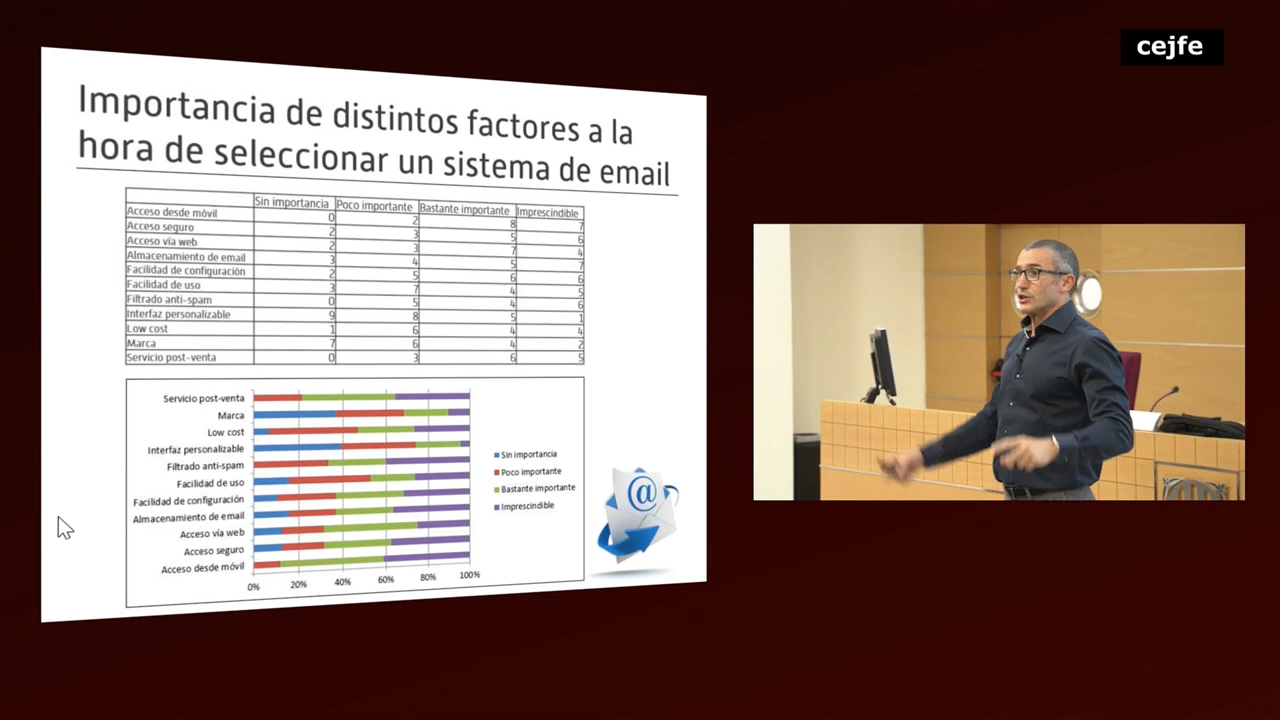 cejfe
Importancia de distintos factores a la
hora de seleccionar un sistema de email
Sin importancia Poco importante Bastante importante Imprescindible
Acceso desde móvil 0 2 8 7
Acceso seguro 2 3 5 6
Acceso vía web 2 3 7 4
Almacenamiento de email 3 4 5 7
Facilidad de configuración 2 5 6 6
Facilidad de uso 3 7 4 5
Filtrado anti-spam 0 5 4 6
Interfaz personalizable 9 8 5 1
Low cost 1 6 4 4
Marca 7 6 4 2
Servicio post-venta 0 3 6 5
Servicio post-venta
Marca
Low cost
Interfaz personalizable
Filtrado anti-spam
Facilidad de uso
Facilidad de configuración
Almacenamiento de email
Acceso vía web
Acceso seguro
Acceso desde móvil
0% 20% 40% 60% 80% 100%
Sin importancia
Poco importante
Bastante importante
Imprescindible
@